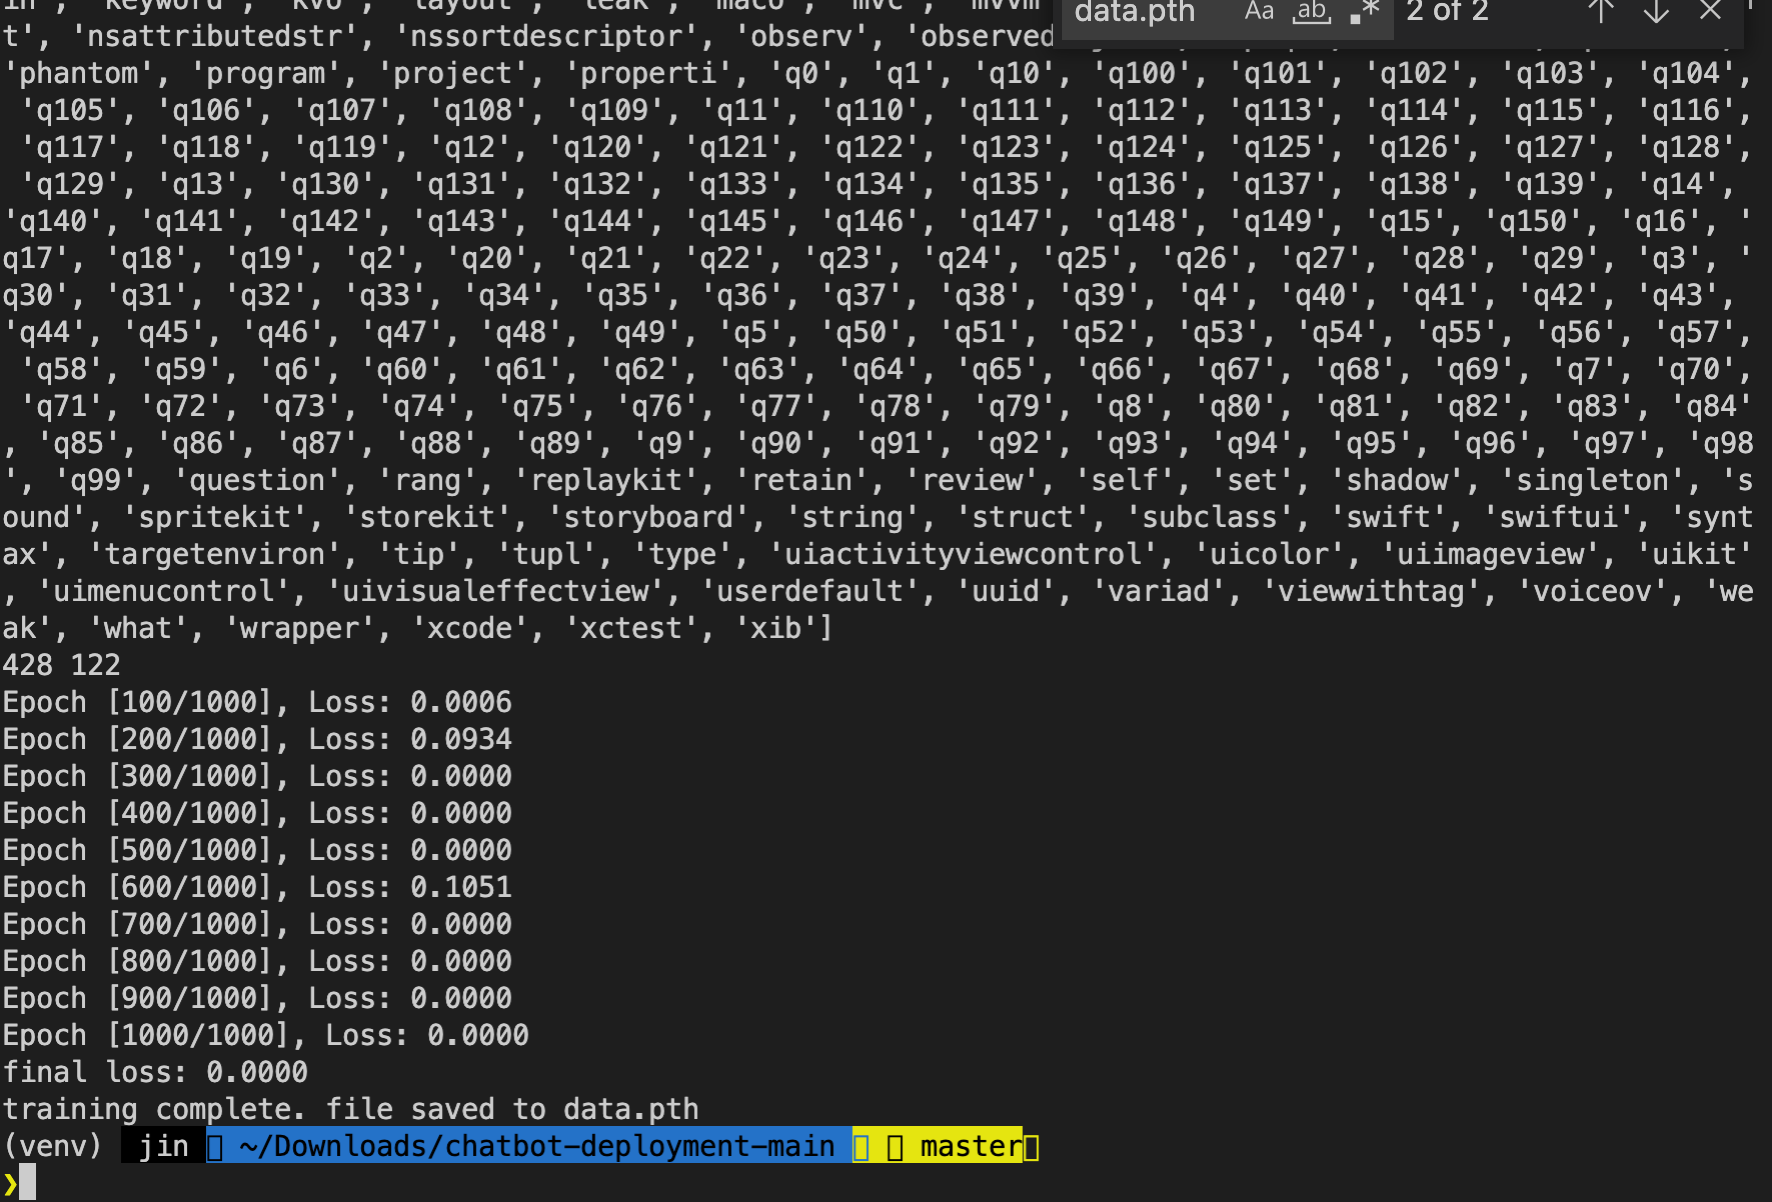 in', 'keyword', 'kvo', 'layout', 'leak', 'maco', 'mvc', 'mvvm
data.pth Aa ab .* 2 of 2 ↑ ↓ ×
t', 'nsattributedstr', 'nssortdescriptor', 'observ', 'observed
'phantom', 'program', 'project', 'properti', 'q0', 'q1', 'q10', 'q100', 'q101', 'q102', 'q103', 'q104',
'q105', 'q106', 'q107', 'q108', 'q109', 'q11', 'q110', 'q111', 'q112', 'q113', 'q114', 'q115', 'q116',
'q117', 'q118', 'q119', 'q12', 'q120', 'q121', 'q122', 'q123', 'q124', 'q125', 'q126', 'q127', 'q128',
'q129', 'q13', 'q130', 'q131', 'q132', 'q133', 'q134', 'q135', 'q136', 'q137', 'q138', 'q139', 'q14',
'q140', 'q141', 'q142', 'q143', 'q144', 'q145', 'q146', 'q147', 'q148', 'q149', 'q15', 'q150', 'q16', '
q17', 'q18', 'q19', 'q2', 'q20', 'q21', 'q22', 'q23', 'q24', 'q25', 'q26', 'q27', 'q28', 'q29', 'q3', '
q30', 'q31', 'q32', 'q33', 'q34', 'q35', 'q36', 'q37', 'q38', 'q39', 'q4', 'q40', 'q41', 'q42', 'q43',
'q44', 'q45', 'q46', 'q47', 'q48', 'q49', 'q5', 'q50', 'q51', 'q52', 'q53', 'q54', 'q55', 'q56', 'q57',
'q58', 'q59', 'q6', 'q60', 'q61', 'q62', 'q63', 'q64', 'q65', 'q66', 'q67', 'q68', 'q69', 'q7', 'q70',
'q71', 'q72', 'q73', 'q74', 'q75', 'q76', 'q77', 'q78', 'q79', 'q8', 'q80', 'q81', 'q82', 'q83', 'q84'
, 'q85', 'q86', 'q87', 'q88', 'q89', 'q9', 'q90', 'q91', 'q92', 'q93', 'q94', 'q95', 'q96', 'q97', 'q98
', 'q99', 'question', 'rang', 'replaykit', 'retain', 'review', 'self', 'set', 'shadow', 'singleton', 's
ound', 'spritekit', 'storekit', 'storyboard', 'string', 'struct', 'subclass', 'swift', 'swiftui', 'synt
ax', 'targetenviron', 'tip', 'tupl', 'type', 'uiactivityviewcontrol', 'uicolor', 'uiimageview', 'uikit'
, 'uimenucontrol', 'uivisualeffectview', 'userdefault', 'uuid', 'variad', 'viewwithtag', 'voiceov', 'we
ak', 'what', 'wrapper', 'xcode', 'xctest', 'xib']
428 122
Epoch [100/1000], Loss: 0.0006
Epoch [200/1000], Loss: 0.0934
Epoch [300/1000], Loss: 0.0000
Epoch [400/1000], Loss: 0.0000
Epoch [500/1000], Loss: 0.0000
Epoch [600/1000], Loss: 0.1051
Epoch [700/1000], Loss: 0.0000
Epoch [800/1000], Loss: 0.0000
Epoch [900/1000], Loss: 0.0000
Epoch [1000/1000], Loss: 0.0000
final loss: 0.0000
training complete. file saved to data.pth
(venv) jin ~/Downloads/chatbot-deployment-main master
❯